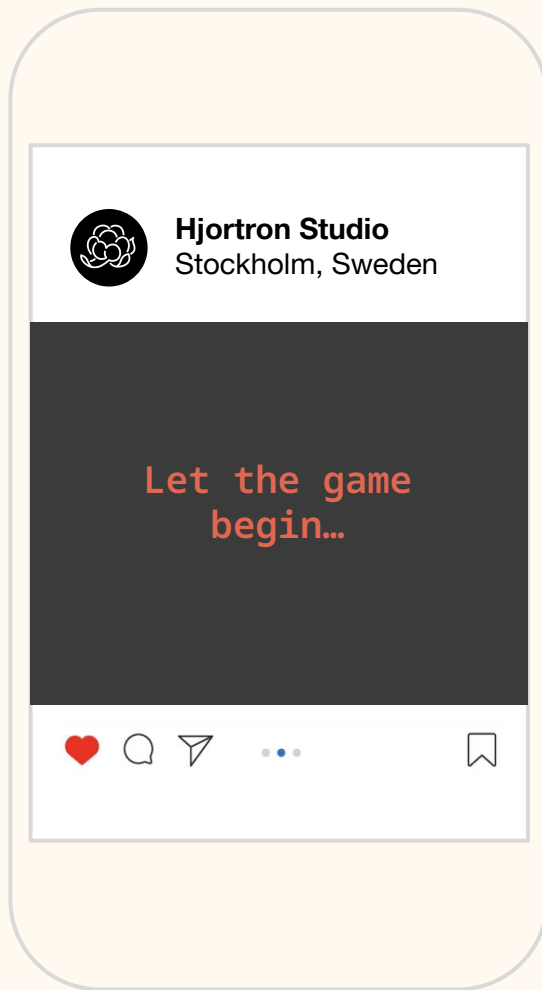 Hjortron Studio
Stockholm, Sweden
Let the game
begin…